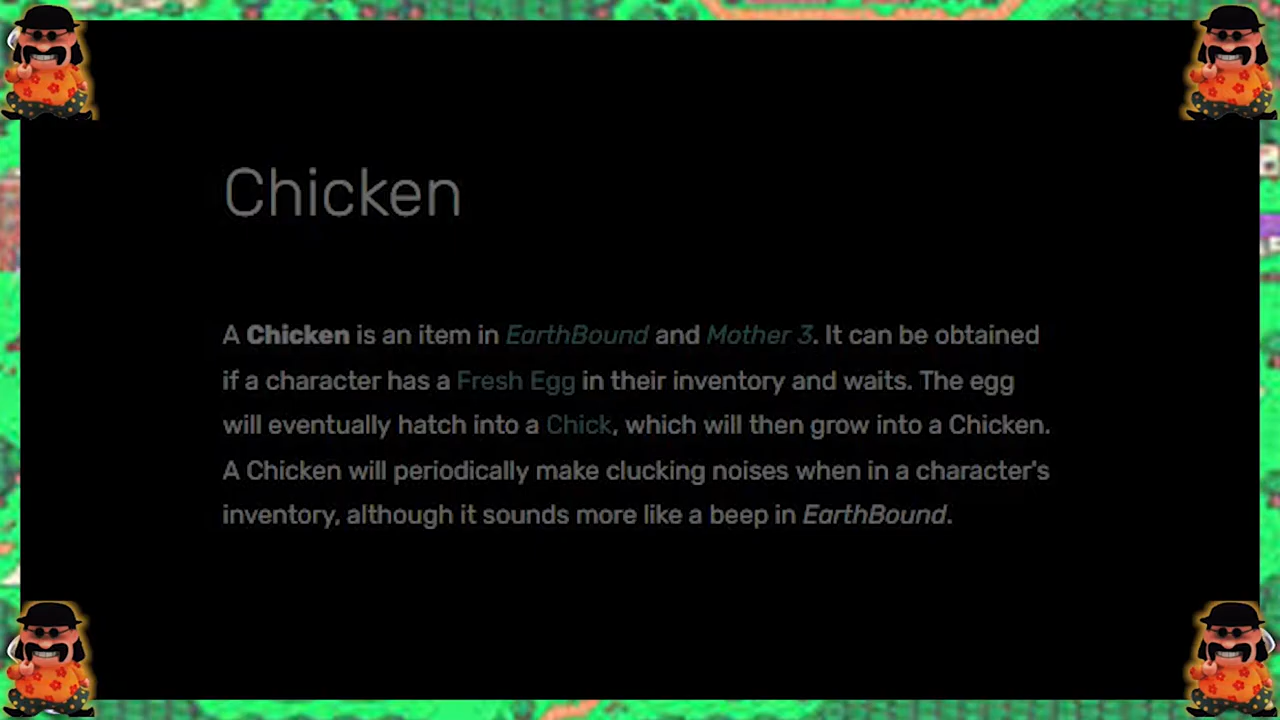 Chicken
A Chicken is an item in EarthBound and Mother 3. It can be obtained
if a character has a Fresh Egg in their inventory and waits. The egg
will eventually hatch into a Chick, which will then grow into a Chicken.
A Chicken will periodically make clucking noises when in a character's
inventory, although it sounds more like a beep in EarthBound.